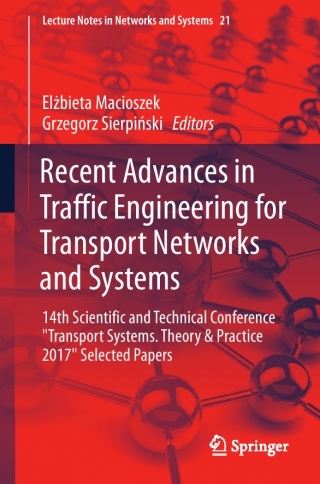 Lecture Notes in Networks and Systems 21
Elżbieta Macioszek
Grzegorz Sierpiński Editors
Recent Advances in
Traffic Engineering for
Transport Networks
and Systems
14th Scientific and Technical Conference
"Transport Systems. Theory & Practice
2017" Selected Papers
Springer